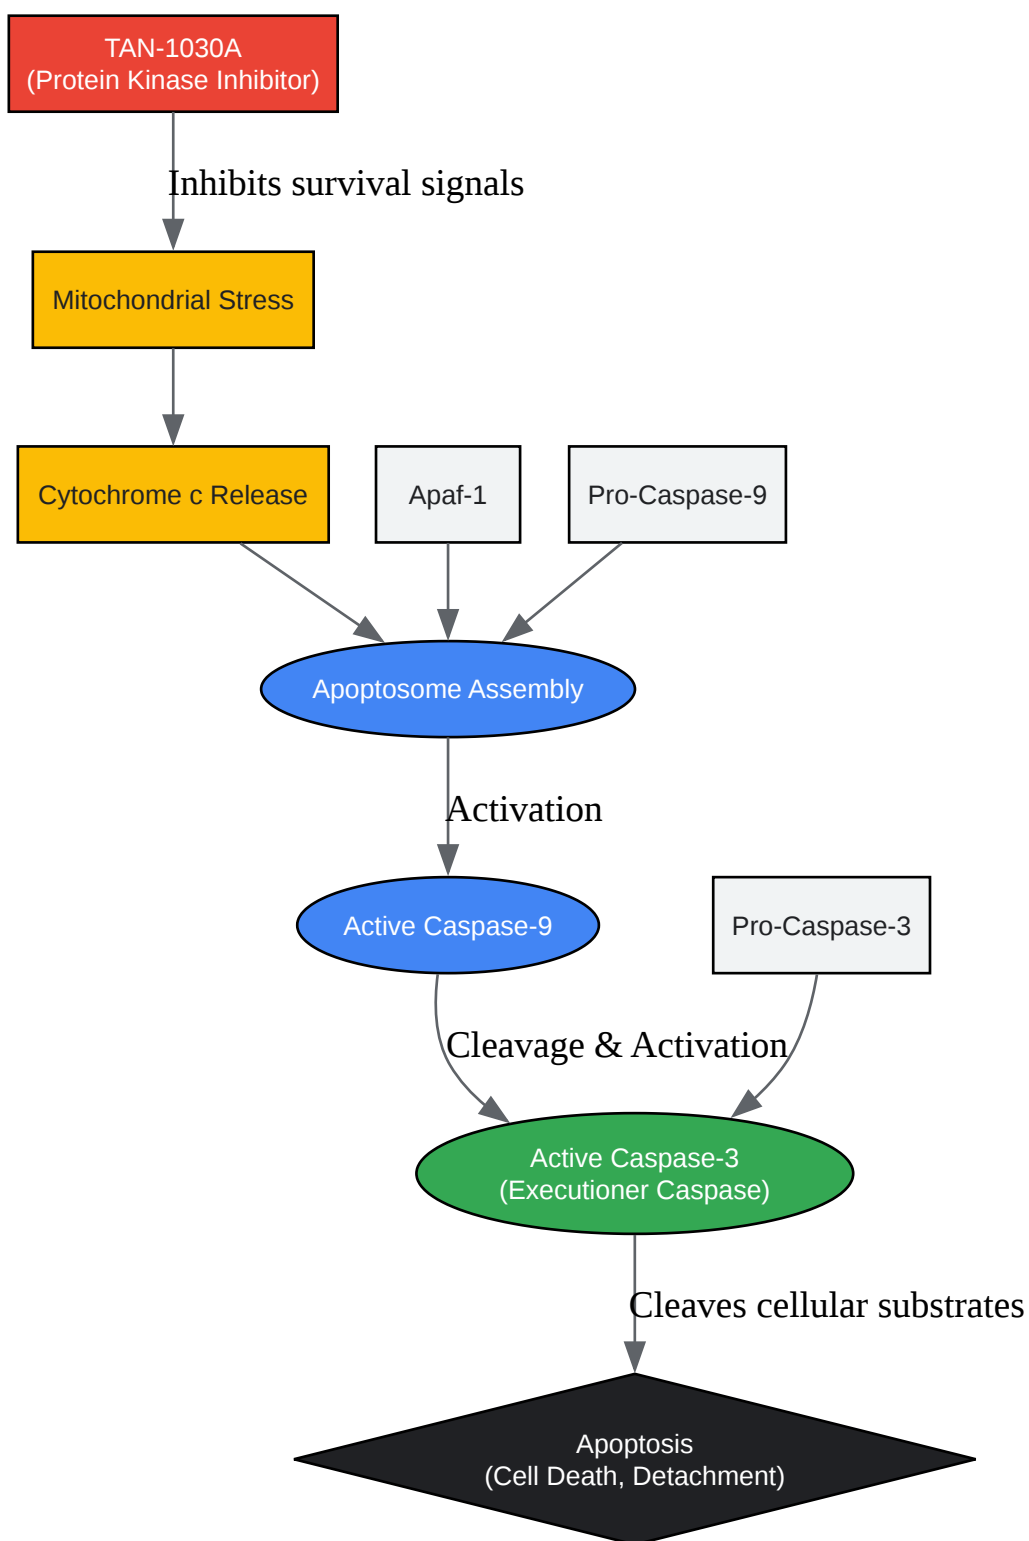 TAN-1030A
(Protein Kinase Inhibitor)
Inhibits survival signals
Mitochondrial Stress
Cytochrome c Release
Apaf-1
Pro-Caspase-9
Apoptosome Assembly
Activation
Active Caspase-9
Pro-Caspase-3
Cleavage & Activation
Active Caspase-3
(Executioner Caspase)
Cleaves cellular substrates
Apoptosis
(Cell Death, Detachment)